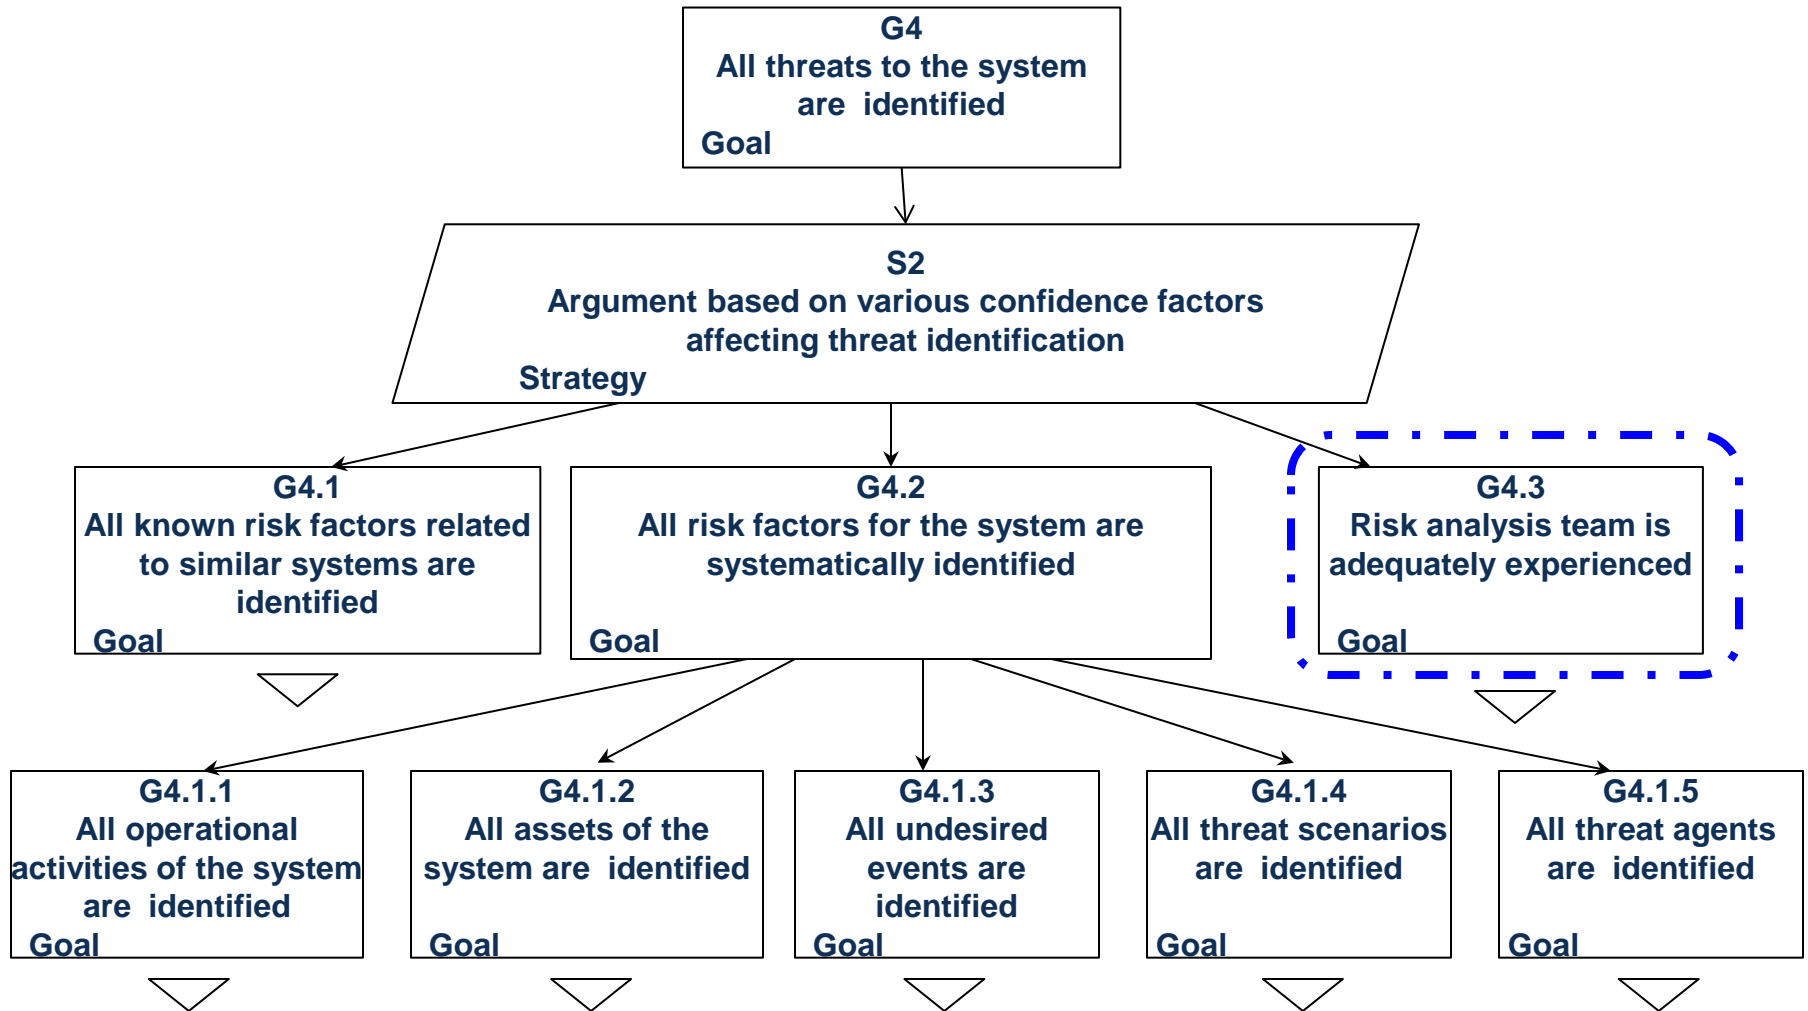 G4
All threats to the system
are identified
Goal
S2
Argument based on various confidence factors
affecting threat identification
Strategy
G4.1
All known risk factors related
to similar systems are
identified
Goal
G4.2
All risk factors for the system are
systematically identified
Goal
G4.3
Risk analysis team is
adequately experienced
Goal
G4.1.1
All operational
activities of the system
are identified
Goal
G4.1.2
All assets of the
system are identified
Goal
G4.1.3
All undesired
events are
identified
Goal
G4.1.4
All threat scenarios
are identified
Goal
G4.1.5
All threat agents
are identified
Goal